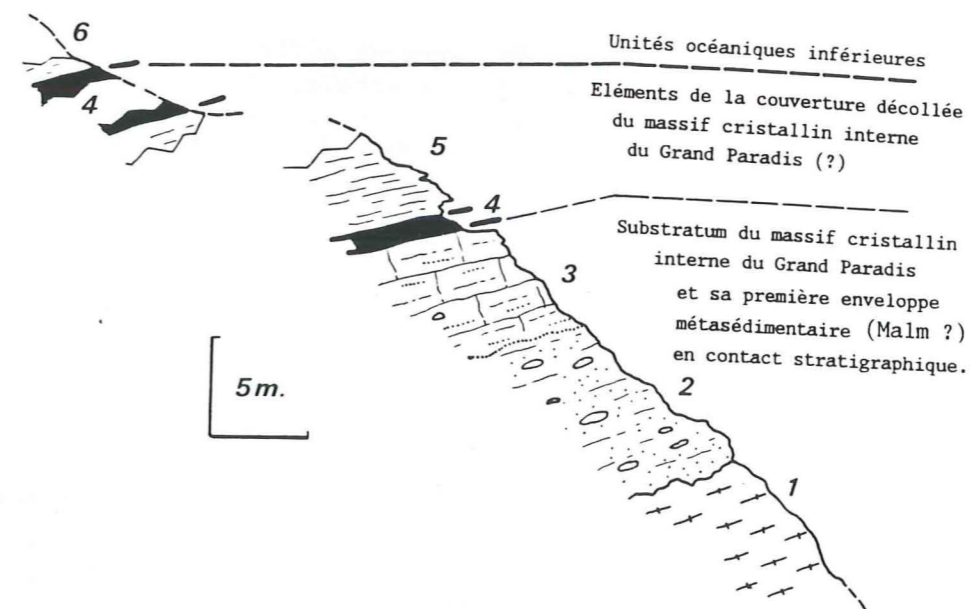 6
Unités océaniques inférieures
4
Eléments de la couverture décollée
du massif cristallin interne
du Grand Paradis (?)
5
4
Substratum du massif cristallin
interne du Grand Paradis
et sa première enveloppe
métasédimentaire (Malm ?)
en contact stratigraphique.
3
5m.
2
1